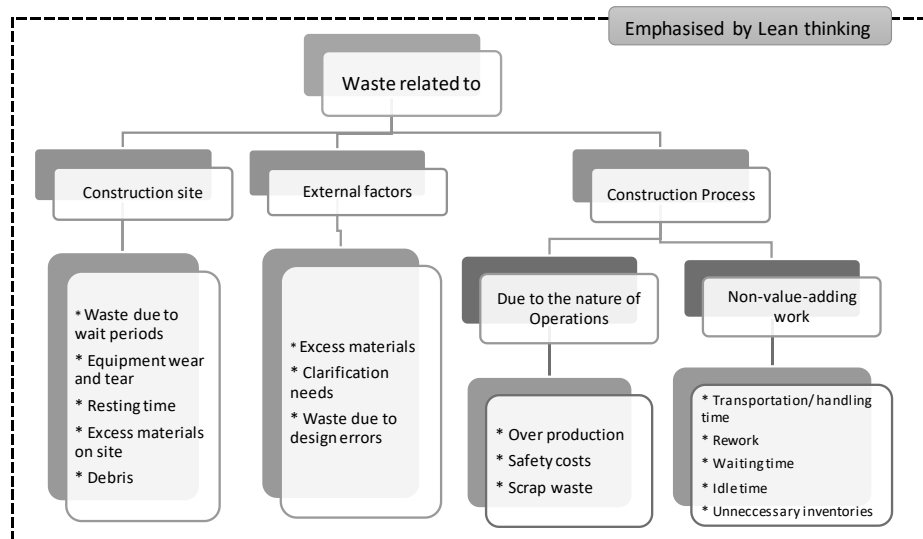 Emphasised by Lean thinking
Waste related to
Construction site
External factors
Construction Process
* Waste due to
wait periods
* Equipment wear
and tear
* Resting time
* Excess materials
on site
* Debris
* Excess materials
* Clarification
needs
* Waste due to
design errors
Due to the nature of
Operations
Non-value-adding
work
* Over production
* Safety costs
* Scrap waste
* Transportation/ handling
time
* Rework
* Waiting time
* Idle time
* Unneccessary inventories